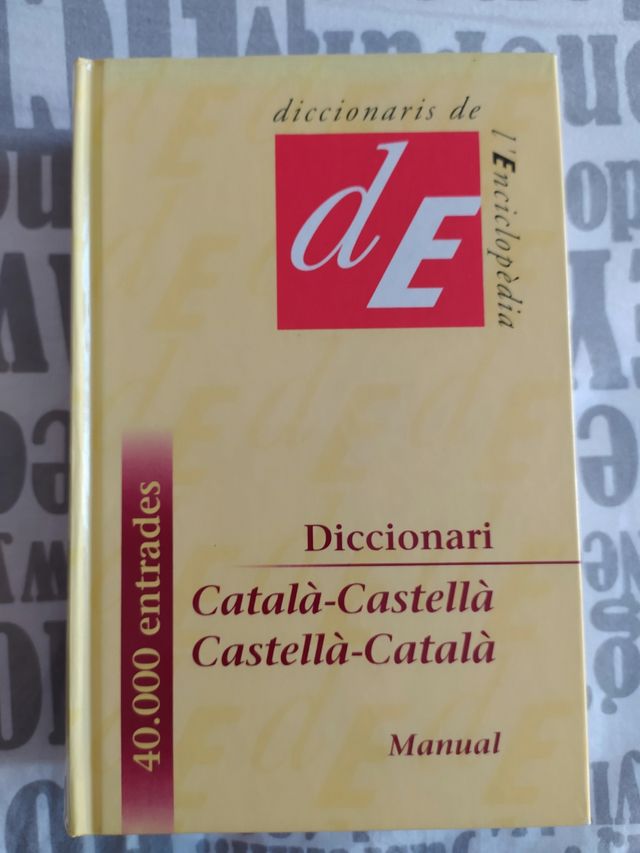 diccionaris de
l'Enciclopèdia
dE
40.000 entrades
Diccionari
Català-Castellà
Castellà-Català
Manual